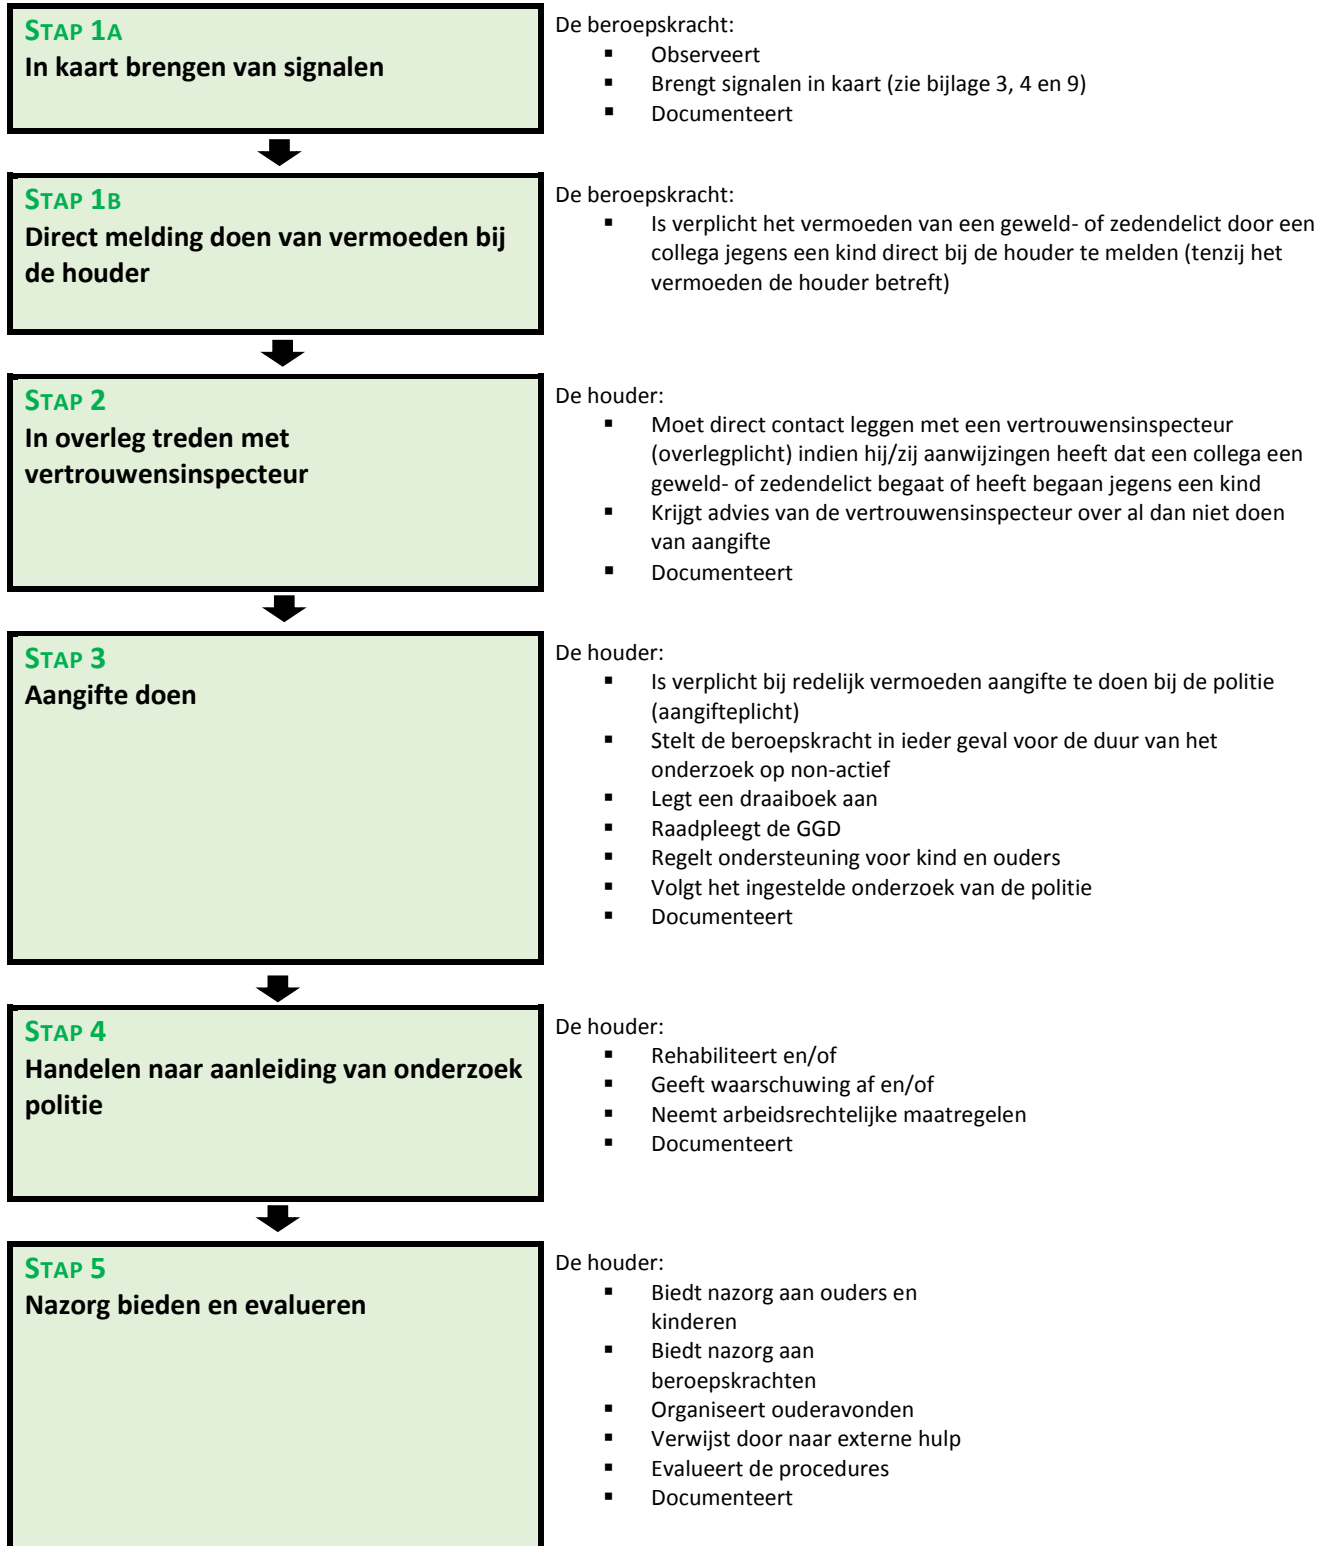 STAP 1A
In kaart brengen van signalen
De beroepskracht:
▪ Observeert
▪ Brengt signalen in kaart (zie bijlage 3, 4 en 9)
▪ Documenteert
STAP 1B
Direct melding doen van vermoeden bij
de houder
De beroepskracht:
▪ Is verplicht het vermoeden van een geweld- of zedendelict door een
collega jegens een kind direct bij de houder te melden (tenzij het
vermoeden de houder betreft)
STAP 2
In overleg treden met
vertrouwensinspecteur
De houder:
▪ Moet direct contact leggen met een vertrouwensinspecteur
(overlegplicht) indien hij/zij aanwijzingen heeft dat een collega een
geweld- of zedendelict begaat of heeft begaan jegens een kind
▪ Krijgt advies van de vertrouwensinspecteur over al dan niet doen
van aangifte
▪ Documenteert
STAP 3
Aangifte doen
De houder:
▪ Is verplicht bij redelijk vermoeden aangifte te doen bij de politie
(aangifteplicht)
▪ Stelt de beroepskracht in ieder geval voor de duur van het
onderzoek op non-actief
▪ Legt een draaiboek aan
▪ Raadpleegt de GGD
▪ Regelt ondersteuning voor kind en ouders
▪ Volgt het ingestelde onderzoek van de politie
▪ Documenteert
STAP 4
Handelen naar aanleiding van onderzoek
politie
De houder:
▪ Rehabiliteert en/of
▪ Geeft waarschuwing af en/of
▪ Neemt arbeidsrechtelijke maatregelen
▪ Documenteert
STAP 5
Nazorg bieden en evalueren
De houder:
▪ Biedt nazorg aan ouders en
kinderen
▪ Biedt nazorg aan
beroepskrachten
▪ Organiseert ouderavonden
▪ Verwijst door naar externe hulp
▪ Evalueert de procedures
▪ Documenteert